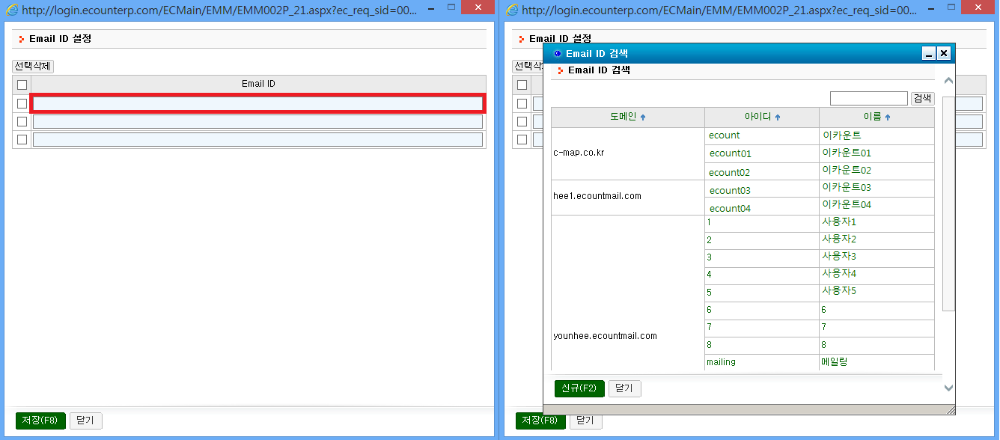 http://login.ecounterp.com/ECMain/EMM/EMM002P_21.aspx?ec_req_sid=00...
Email ID 설정
선택삭제
Email ID
저장(F8) 닫기
http://login.ecounterp.com/ECMain/EMM/EMM002P_21.aspx?ec_req_sid=00...
Email ID 설정
선택삭
Email ID 검색
Email ID 검색
검색
도메인 아이디 이름
c-map.co.kr
ecount 이카운트
ecount01 이카운트01
ecount02 이카운트02
hee1.ecountmail.com
ecount03 이카운트03
ecount04 이카운트04
younhee.ecountmail.com
1 사용자1
2 사용자2
3 사용자3
4 사용자4
5 사용자5
6 6
7 7
8 8
mailing 메일링
신규(F2) 닫기
저장(F8) 닫기